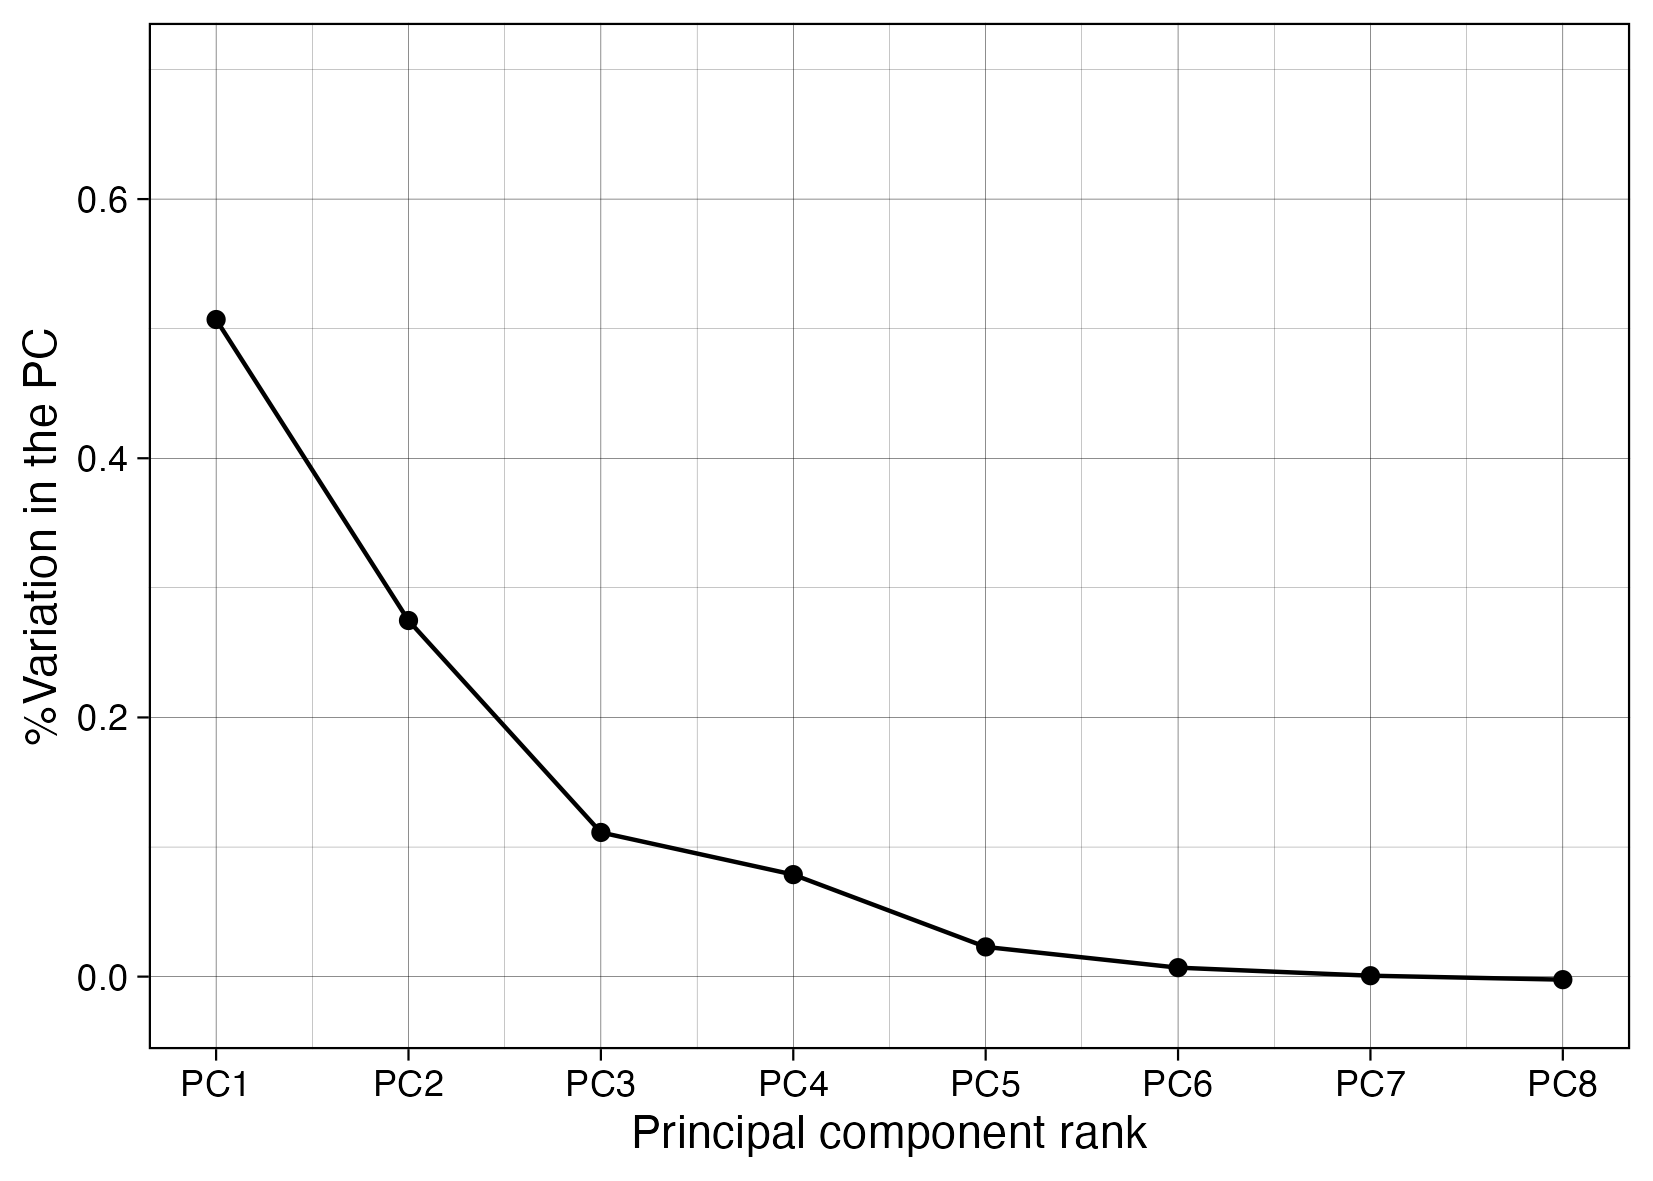 % Variation in the PC
0.6
0.4
0.2
0.0
PC1 PC2 PC3 PC4 PC5 PC6 PC7 PC8
Principal component rank